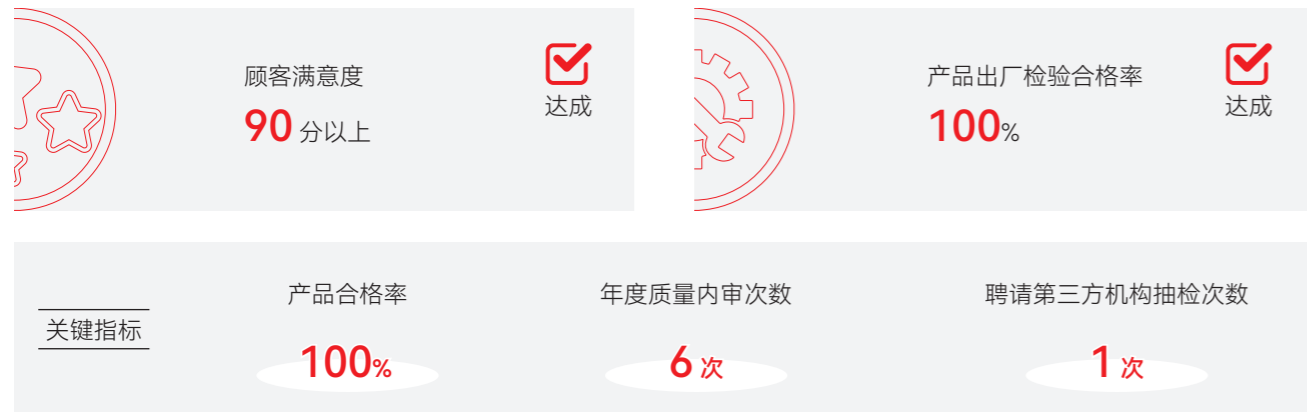 顾客满意度
90 分以上
达成
产品出厂检验合格率
100%
达成
关键指标
产品合格率
100%
年度质量内审次数
6 次
聘请第三方机构抽检次数
1 次